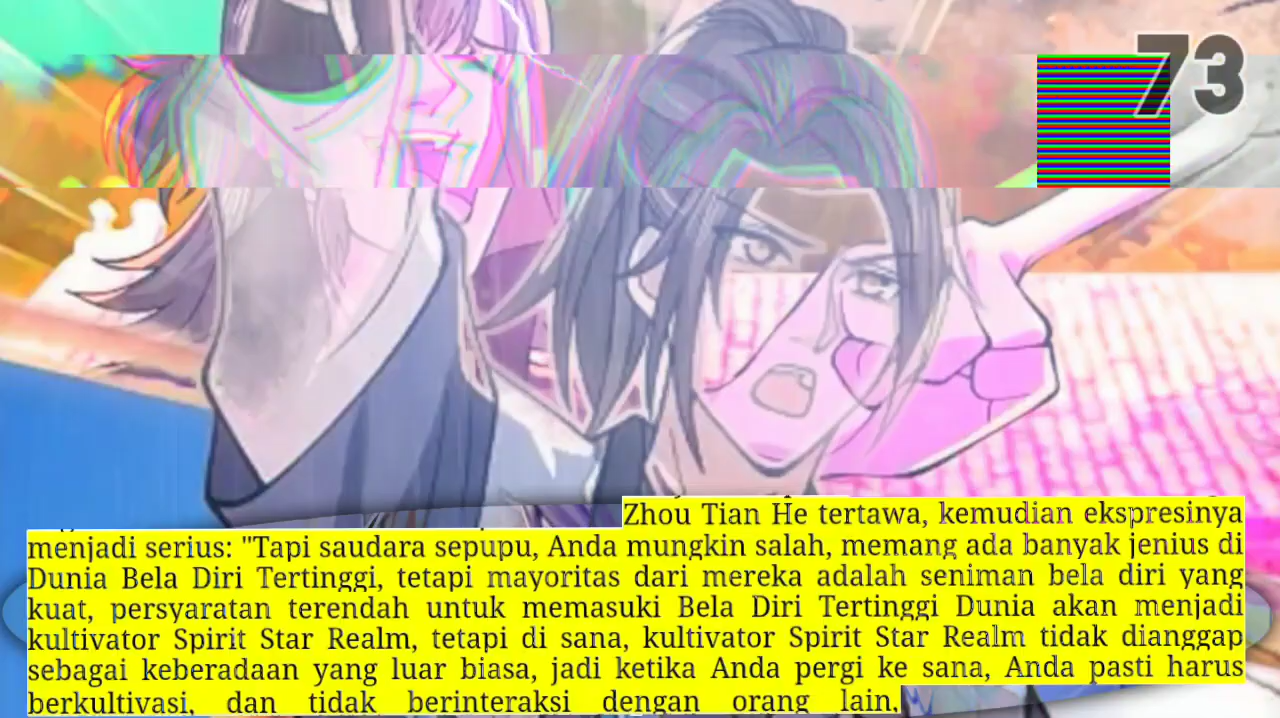 73
Zhou Tian He tertawa, kemudian ekspresinya
menjadi serius: "Tapi saudara sepupu, Anda mungkin salah, memang ada banyak jenius di
Dunia Bela Diri Tertinggi, tetapi mayoritas dari mereka adalah seniman bela diri yang
kuat, persyaratan terendah untuk memasuki Bela Diri Tertinggi Dunia akan menjadi
kultivator Spirit Star Realm, tetapi di sana, kultivator Spirit Star Realm tidak dianggap
sebagai keberadaan yang luar biasa, jadi ketika Anda pergi ke sana, Anda pasti harus
berkultivasi, dan tidak berinteraksi dengan orang lain,